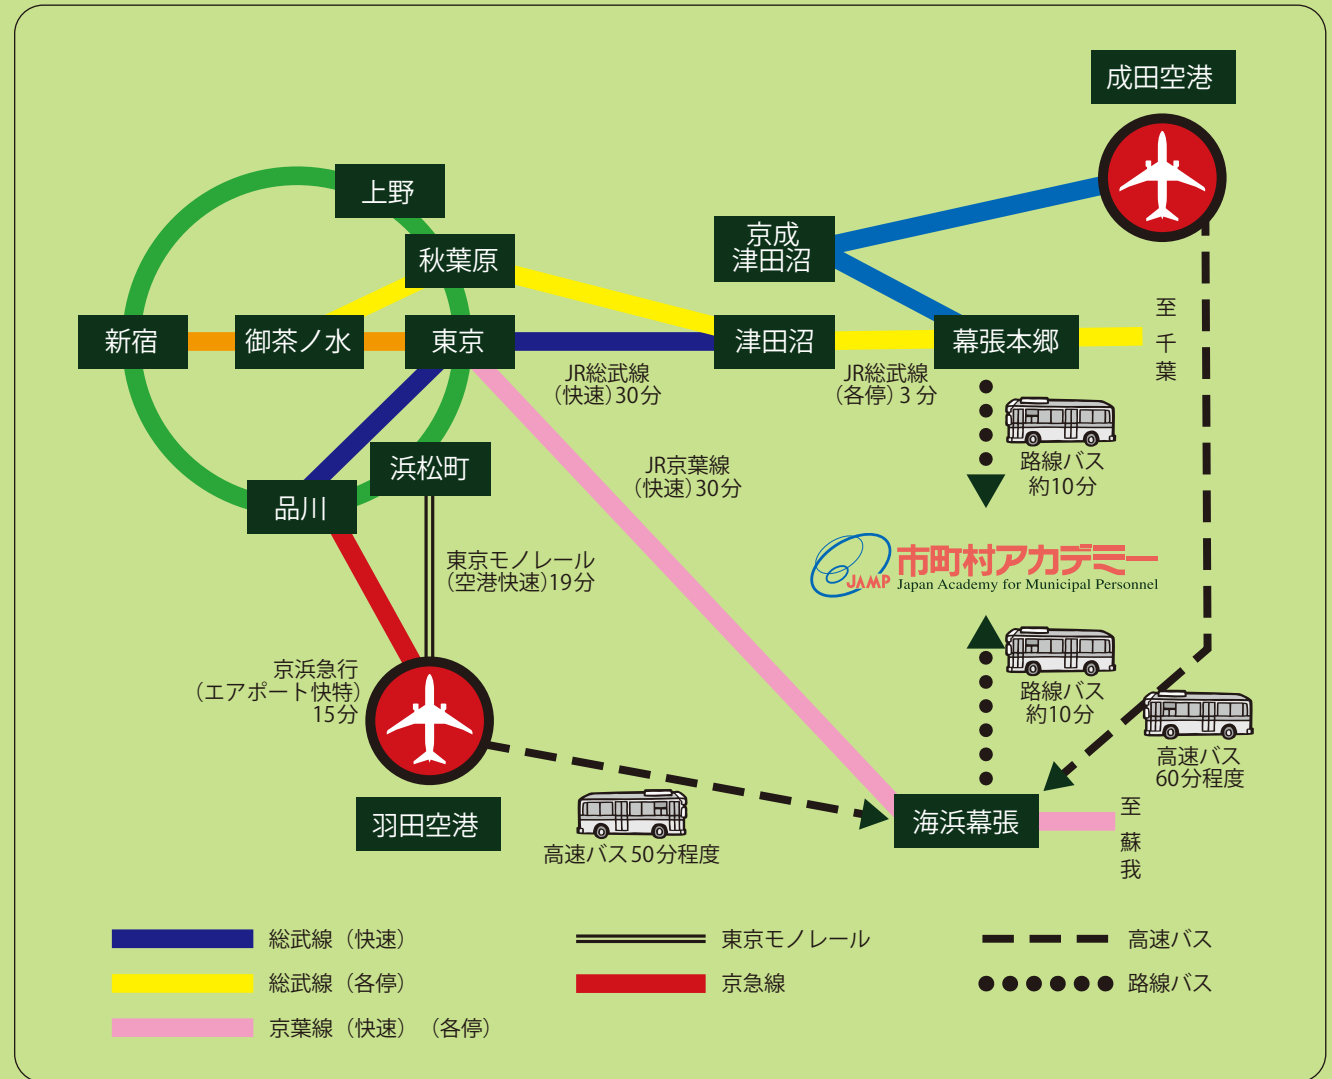 成田空港
上野
京成
津田沼
秋葉原
至
千
葉
新宿
御茶ノ水
東京
津田沼
幕張本郷
JR総武線
（快速）30分
JR総武線
（各停）3 分
路線バス
約10分
JR京葉線
（快速）30分
浜松町
品川
東京モノレール
（空港快速）19分
JAMP
市町村アカデミー
Japan Academy for Municipal Personnel
京浜急行
（エアポート快特）
15分
路線バス
約10分
高速バス
60分程度
羽田空港
高速バス50分程度
海浜幕張
至
蘇
我
総武線（快速）
東京モノレール
高速バス
総武線（各停）
京急線
路線バス
京葉線（快速）（各停）